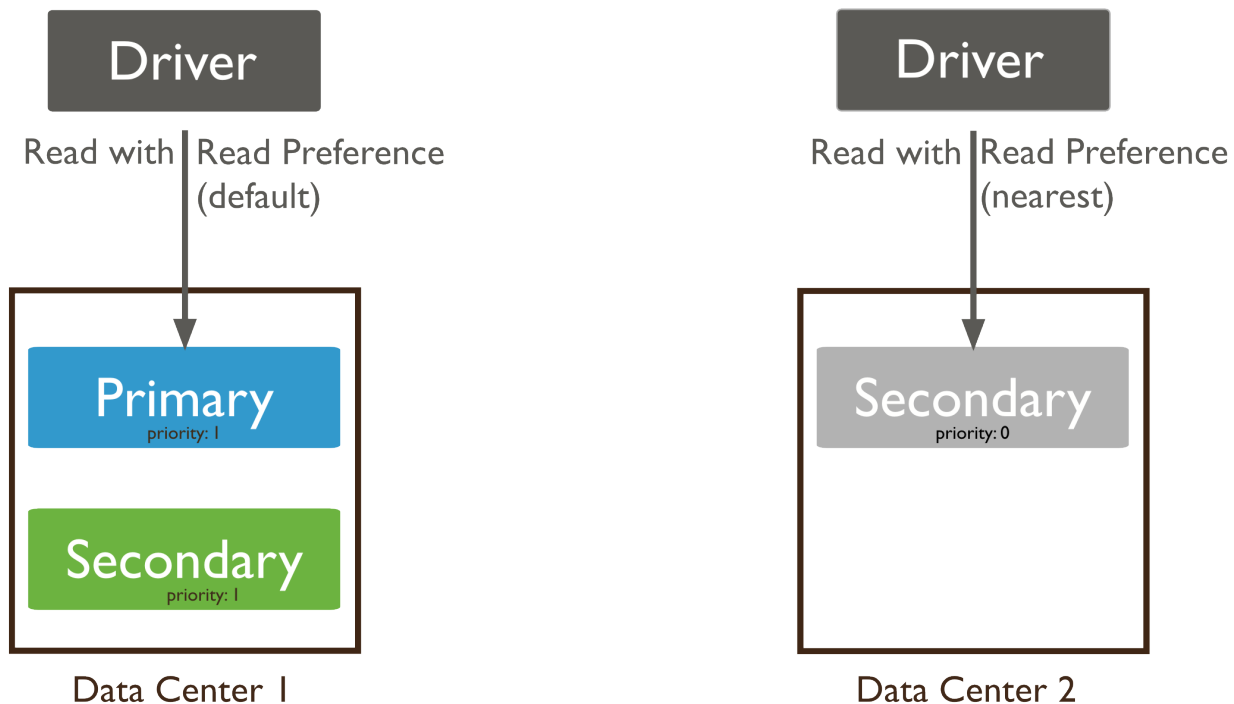 Driver
Read with Read Preference
(default)
Primary
priority: 1
Secondary
priority: 1
Data Center 1
Driver
Read with Read Preference
(nearest)
Secondary
priority: 0
Data Center 2